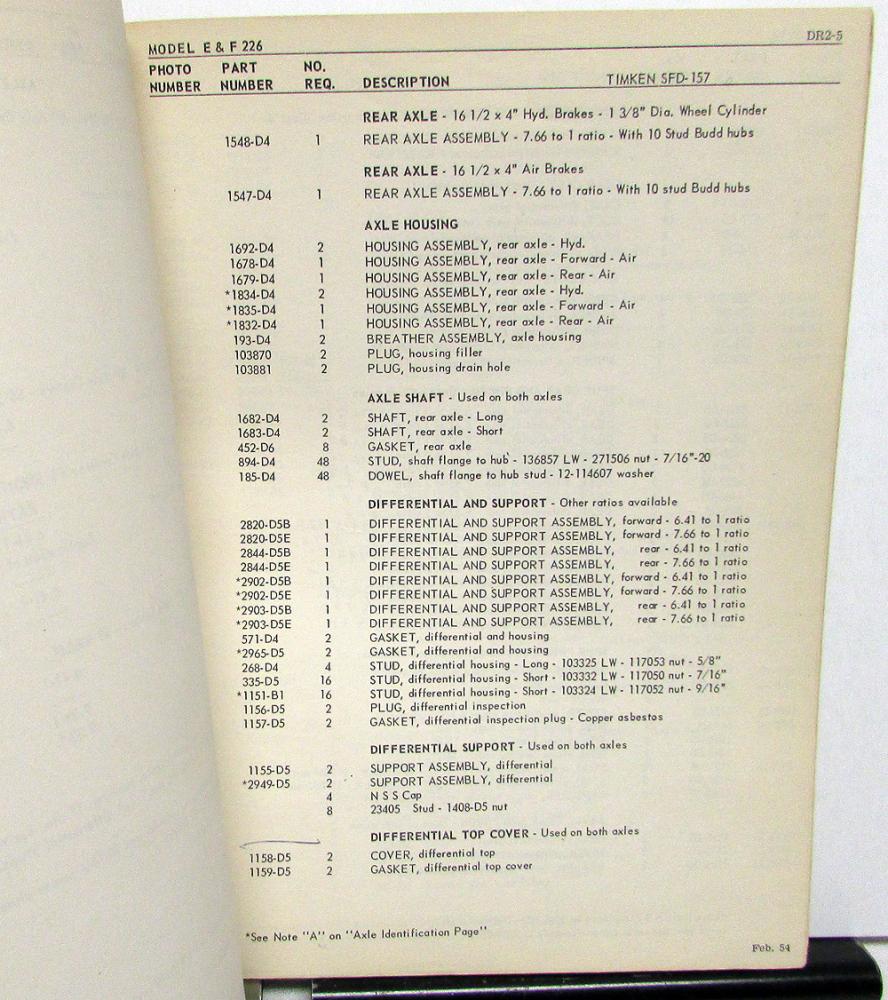 DR2-5
MODEL E & F 226
PHOTO NUMBER PART NUMBER NO. REQ. DESCRIPTION TIMKEN SFD-157
REAR AXLE - 16 1/2 x 4" Hyd. Brakes - 1 3/8" Dia. Wheel Cylinder
1548-D4 1 REAR AXLE ASSEMBLY - 7.66 to 1 ratio - With 10 Stud Budd hubs
REAR AXLE - 16 1/2 x 4" Air Brakes
1547-D4 1 REAR AXLE ASSEMBLY - 7.66 to 1 ratio - With 10 stud Budd hubs
AXLE HOUSING
1692-D4 2 HOUSING ASSEMBLY, rear axle - Hyd.
1678-D4 1 HOUSING ASSEMBLY, rear axle - Forward - Air
1679-D4 1 HOUSING ASSEMBLY, rear axle - Rear - Air
*1834-D4 2 HOUSING ASSEMBLY, rear axle - Hyd.
*1835-D4 1 HOUSING ASSEMBLY, rear axle - Forward - Air
*1832-D4 1 HOUSING ASSEMBLY, rear axle - Rear - Air
193-D4 2 BREATHER ASSEMBLY, axle housing
103870 2 PLUG, housing filler
103881 2 PLUG, housing drain hole
AXLE SHAFT - Used on both axles
1682-D4 2 SHAFT, rear axle - Long
1683-D4 2 SHAFT, rear axle - Short
452-D6 8 GASKET, rear axle
894-D4 48 STUD, shaft flange to hub - 136857 LW - 271506 nut - 7/16"-20
185-D4 48 DOWEL, shaft flange to hub stud - 12-114607 washer
DIFFERENTIAL AND SUPPORT - Other ratios available
2820-D5B 1 DIFFERENTIAL AND SUPPORT ASSEMBLY, forward - 6.41 to 1 ratio
2820-D5E 1 DIFFERENTIAL AND SUPPORT ASSEMBLY, forward - 7.66 to 1 ratio
2844-D5B 1 DIFFERENTIAL AND SUPPORT ASSEMBLY, rear - 6.41 to 1 ratio
2844-D5E 1 DIFFERENTIAL AND SUPPORT ASSEMBLY, rear - 7.66 to 1 ratio
*2902-D5B 1 DIFFERENTIAL AND SUPPORT ASSEMBLY, forward - 6.41 to 1 ratio
*2902-D5E 1 DIFFERENTIAL AND SUPPORT ASSEMBLY, forward - 7.66 to 1 ratio
*2903-D5B 1 DIFFERENTIAL AND SUPPORT ASSEMBLY, rear - 6.41 to 1 ratio
*2903-D5E 1 DIFFERENTIAL AND SUPPORT ASSEMBLY, rear - 7.66 to 1 ratio
571-D4 2 GASKET, differential and housing
*2965-D5 2 GASKET, differential and housing
268-D4 4 STUD, differential housing - Long - 103325 LW - 117053 nut - 5/8"
335-D5 16 STUD, differential housing - Short - 103332 LW - 117050 nut - 7/16"
*1151-B1 16 STUD, differential housing - Short - 103324 LW - 117052 nut - 9/16"
1156-D5 2 PLUG, differential inspection
1157-D5 2 GASKET, differential inspection plug - Copper asbestos
DIFFERENTIAL SUPPORT - Used on both axles
1155-D5 2 SUPPORT ASSEMBLY, differential
*2949-D5 2 SUPPORT ASSEMBLY, differential
4 N S S Cap
8 23405 Stud - 1408-D5 nut
DIFFERENTIAL TOP COVER - Used on both axles
1158-D5 2 COVER, differential top
1159-D5 2 GASKET, differential top cover
*See Note "A" on "Axle Identification Page"
Feb. 54